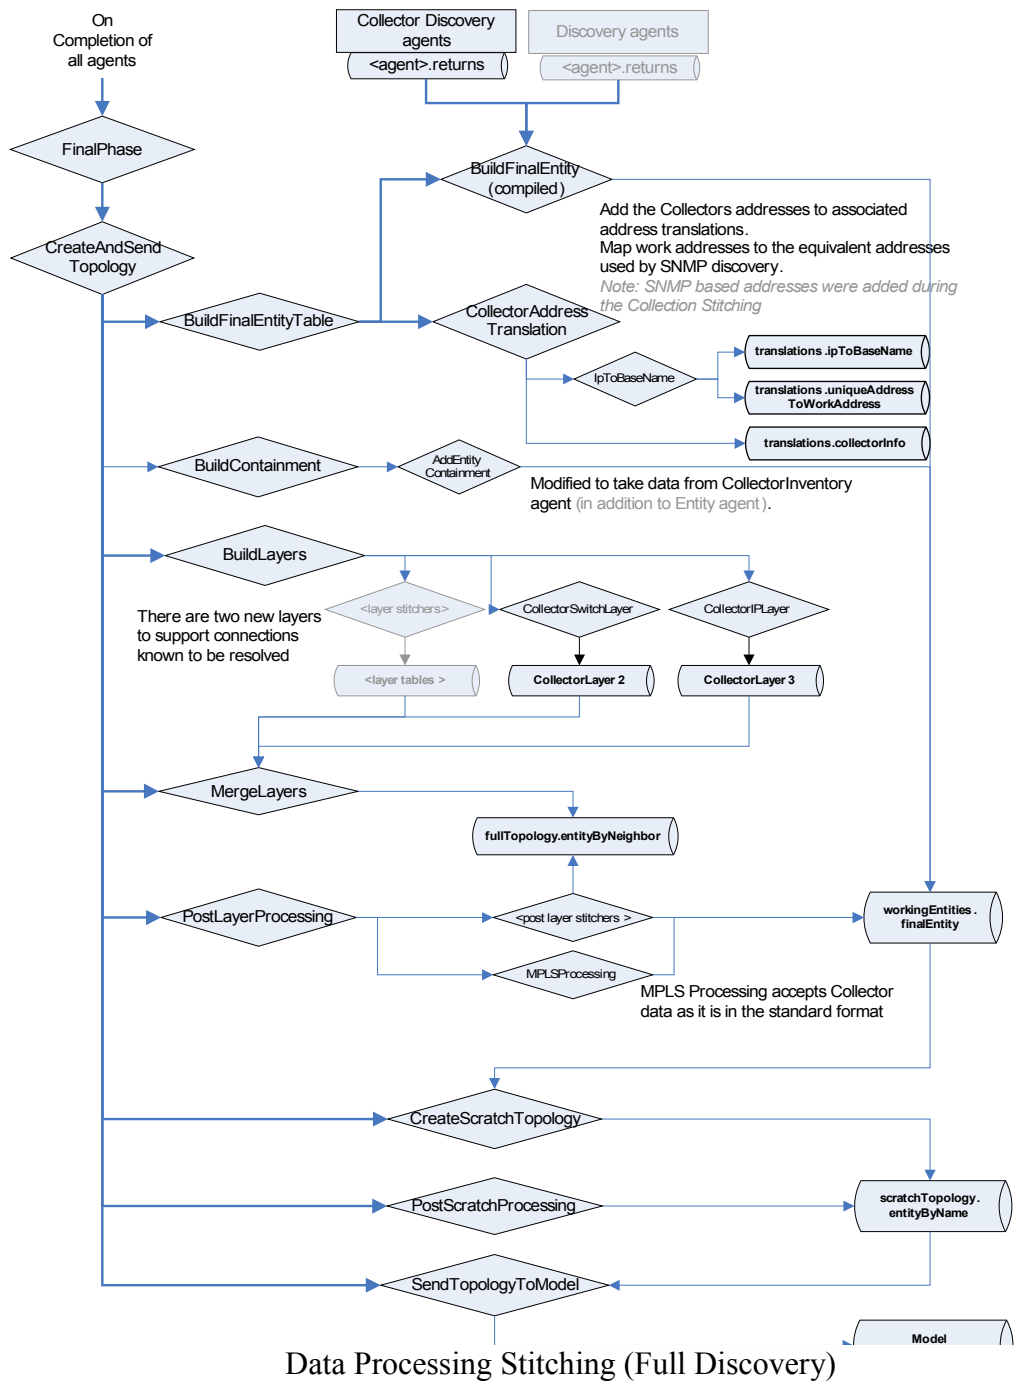 On
Completion of
all agents
Collector Discovery
agents
<agent>.returns
Discovery agents
<agent>.returns
FinalPhase
BuildFinalEntity
(compiled)
Add the Collectors addresses to associated
address translations.
Map work addresses to the equivalent addresses
used by SNMP discovery.
Note: SNMP based addresses were added during
the Collection Stitching
CreateAndSend
Topology
BuildFinalEntityTable
CollectorAddress
Translation
IpToBaseName
translations.ipToBaseName
translations.uniqueAddress
ToWorkAddress
translations.collectorInfo
BuildContainment
AddEntity
Containment
Modified to take data from CollectorInventory
agent (in addition to Entity agent).
BuildLayers
There are two new layers
to support connections
known to be resolved
<layer stitchers>
CollectorSwitchLayer
CollectorIPLayer
<layer tables >
CollectorLayer 2
CollectorLayer 3
MergeLayers
fullTopology.entityByNeighbor
PostLayerProcessing
<post layer stitchers >
workingEntities.
finalEntity
MPLSProcessing
MPLS Processing accepts Collector
data as it is in the standard format
CreateScratchTopology
PostScratchProcessing
scratchTopology.
entityByName
SendTopologyToModel
Model
Data Processing Stitching (Full Discovery)